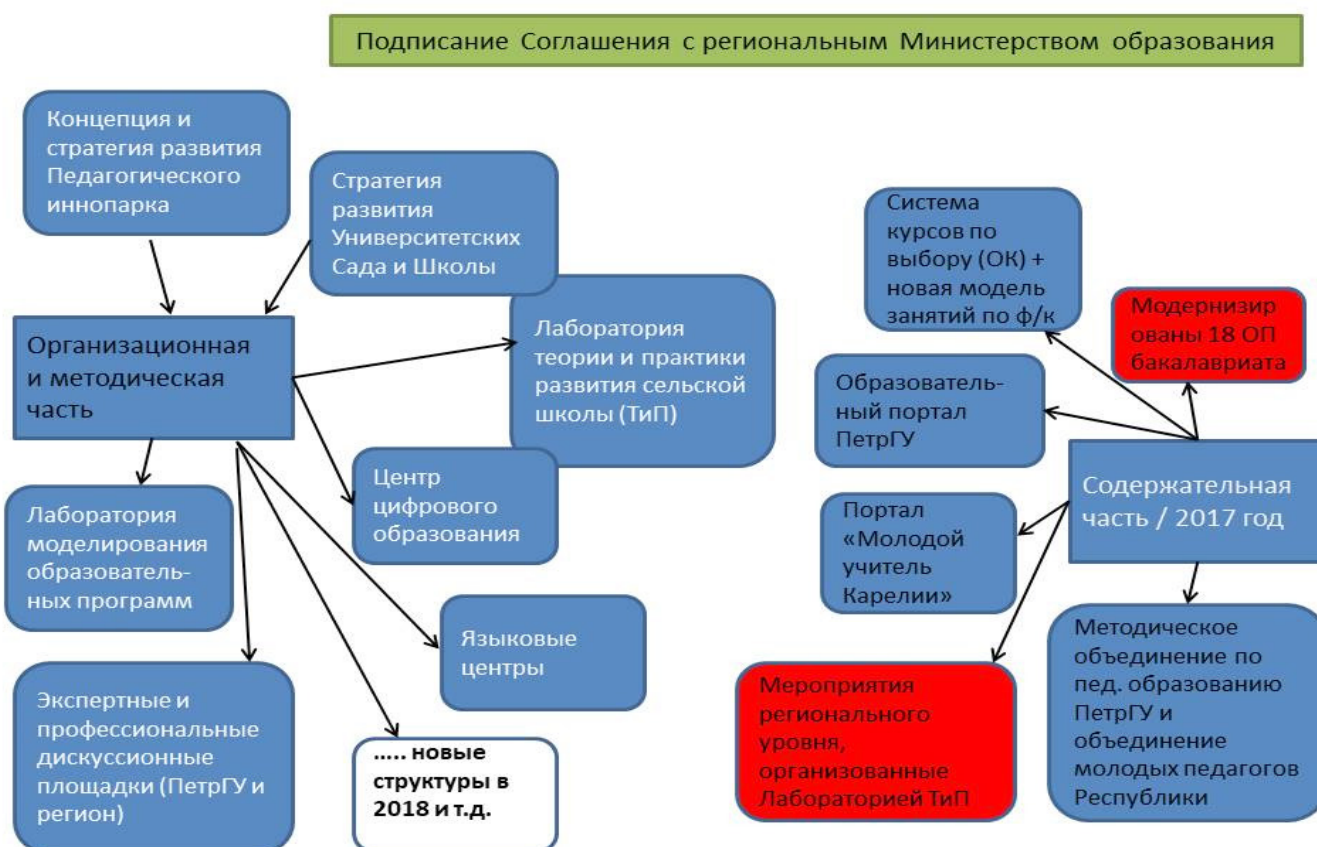 Подписание Соглашения с региональным Министерством образования
Концепция и
стратегия развития
Педагогического
иннопарка
Стратегия
развития
Университетских
Сада и Школы
Организационная
и методическая
часть
Лаборатория
теории и практики
развития сельской
школы (ТиП)
Центр
цифрового
образования
Лаборатория
моделирования
образователь-
ных программ
Языковые
центры
Экспертные и
профессиональные
дискуссионные
площадки (ПетрГУ и
регион)
..... новые
структуры в
2018 и т.д.
Система
курсов по
выбору (ОК) +
новая модель
занятий по ф/к
Модернизир
ованы 18 ОП
бакалавриата
Образователь-
ный портал
ПетрГУ
Содержательная
часть / 2017 год
Портал
«Молодой
учитель
Карелии»
Мероприятия
регионального
уровня,
организованные
Лабораторией ТиП
Методическое
объединение по
пед. образованию
ПетрГУ и
объединение
молодых педагогов
Республики